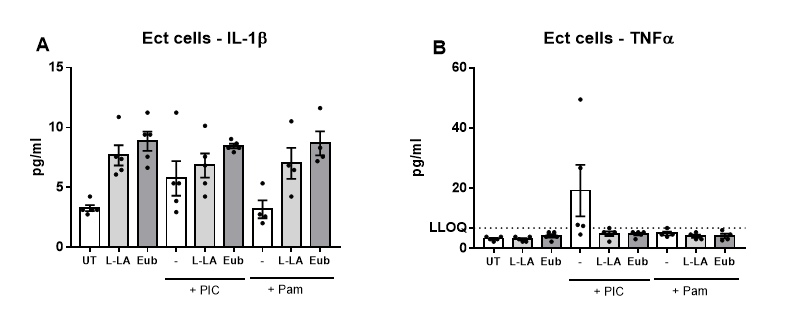 A
Ect cells - IL-1β
15
10
5
0
pg/ml
UT L-LA Eub - L-LA Eub - L-LA Eub
+ PIC + Pam
B
Ect cells - TNFα
60
40
20
0
LLOQ
pg/ml
UT L-LA Eub - L-LA Eub - L-LA Eub
+ PIC + Pam